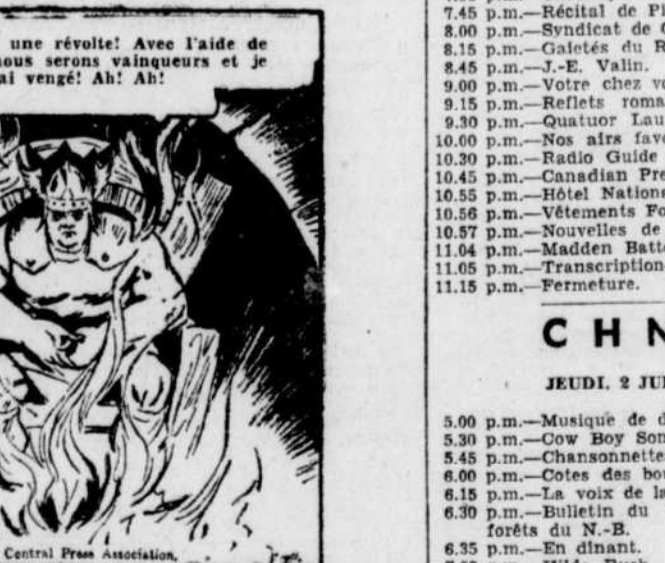 une révolte! Avec l'aide de
nous serons vainqueurs et je
ai vengé! Ah! Ah!
Central Press Association.
7.45 p.m.—Récital de
8.00 p.m.—Syndicat de
8.15 p.m.—Gaietés du
8.45 p.m.—J.-E. Valin.
9.00 p.m.—Votre chez
9.15 p.m.—Reflets
9.30 p.m.—Quatuor
10.00 p.m.—Nos airs
10.30 p.m.—Radio Guide
10.45 p.m.—Canadian
10.55 p.m.—Hôtel
10.56 p.m.—Vêtements
10.57 p.m.—Nouvelles de
11.04 p.m.—Madden
11.05 p.m.—Transcription
11.15 p.m.—Fermeture.
C H N
JEUDI, 2
5.00 p.m.—Musique de
5.30 p.m.—Cow Boy
5.45 p.m.—Chansonnettes
6.00 p.m.—Cotes des
6.15 p.m.—La voix de
6.30 p.m.—Bulletin du
forêts du N.-B.
6.35 p.m.—En dinant.